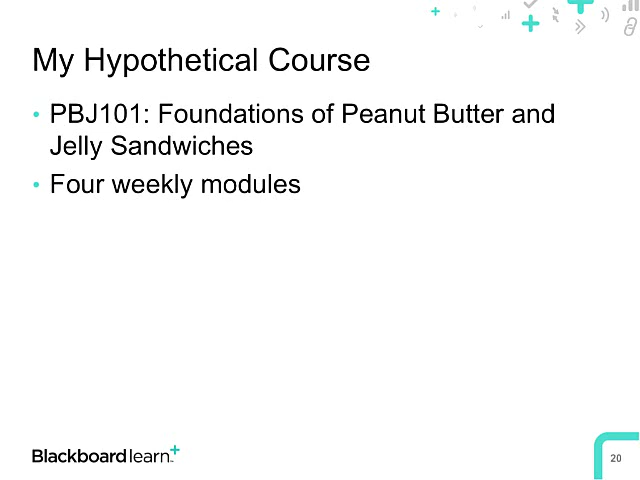 My Hypothetical Course
• PBJ101: Foundations of Peanut Butter and
Jelly Sandwiches
• Four weekly modules
Blackboard learn+
20